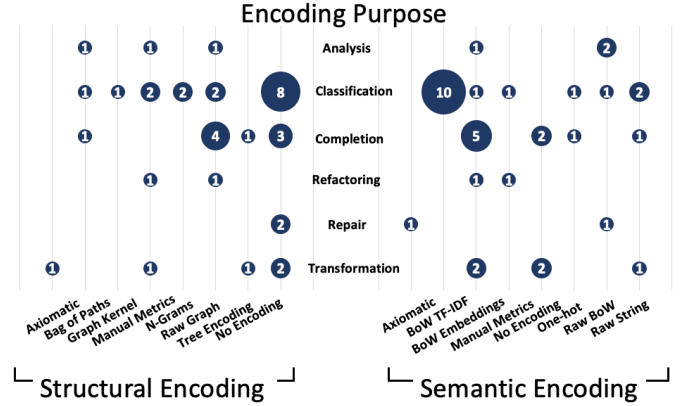 Encoding Purpose
1 1 1 Analysis 1 2
1 1 2 2 2 8 Classification 10 1 1 1 1 2
1 4 1 3 Completion 5 2 1 1
1 1 Refactoring 1 1
2 Repair 1 1
1 1 1 2 Transformation 2 2 1
Axiomatic
Bag of Paths
Graph Kernel
Manual Metrics
N-Grams
Raw Graph
Tree Encoding
No Encoding
Axiomatic
BoW TF-IDF
BoW Embeddings
Manual Metrics
No Encoding
One-hot
Raw BoW
Raw String
Structural Encoding
Semantic Encoding